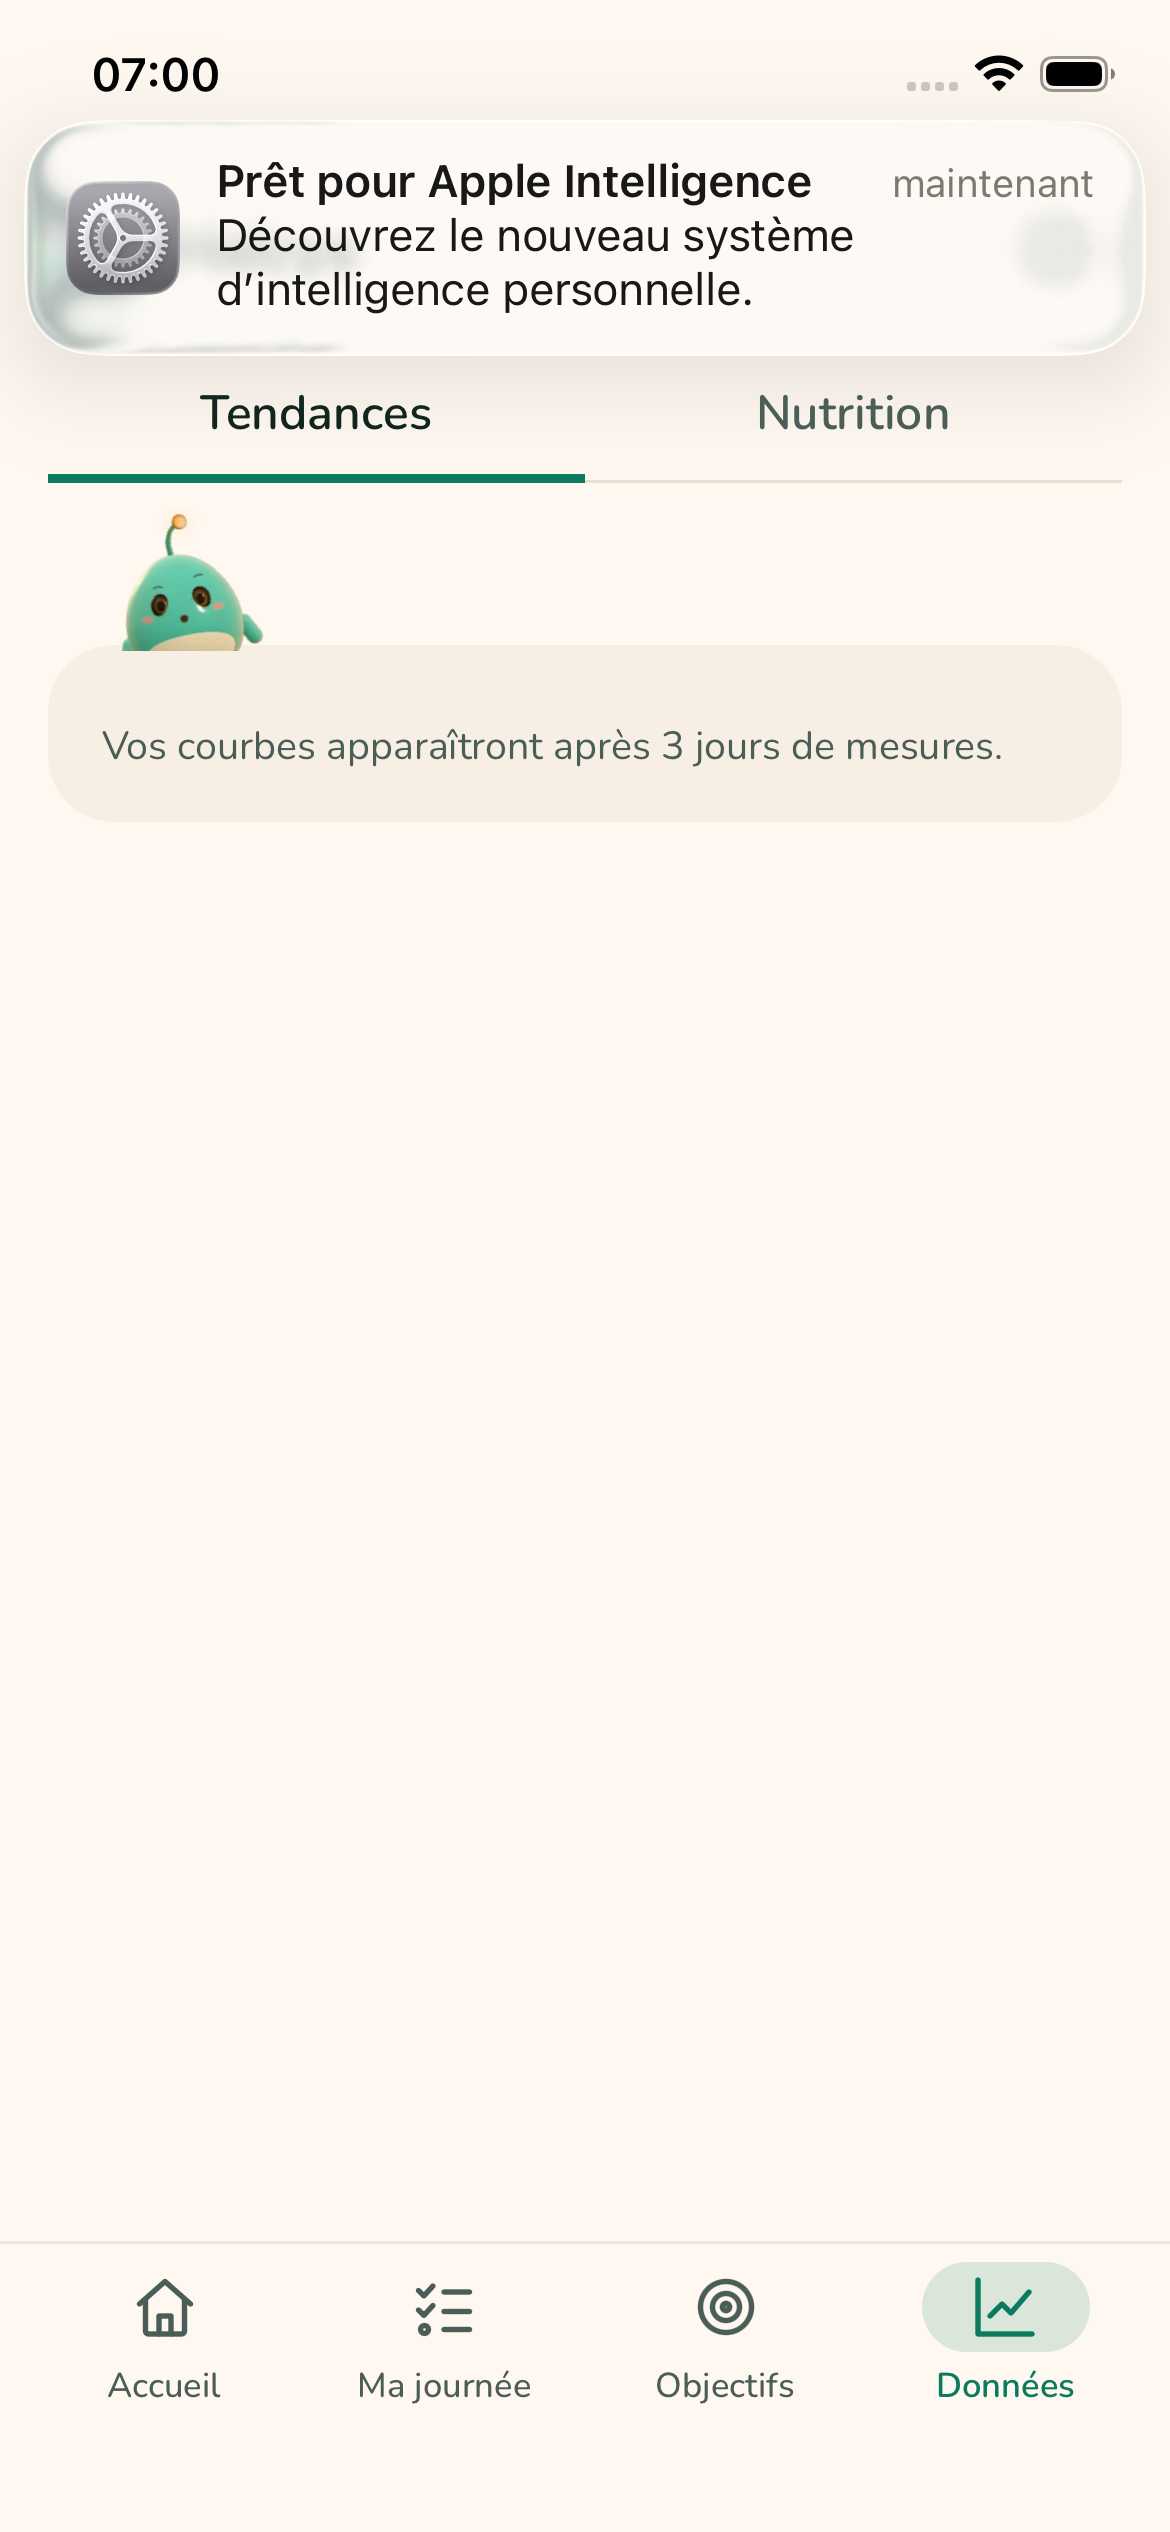 07:00
Prêt pour Apple Intelligence
maintenant
Découvrez le nouveau système
d’intelligence personnelle.
Tendances
Nutrition
Vos courbes apparaîtront après 3 jours de mesures.
Accueil
Ma journée
Objectifs
Données